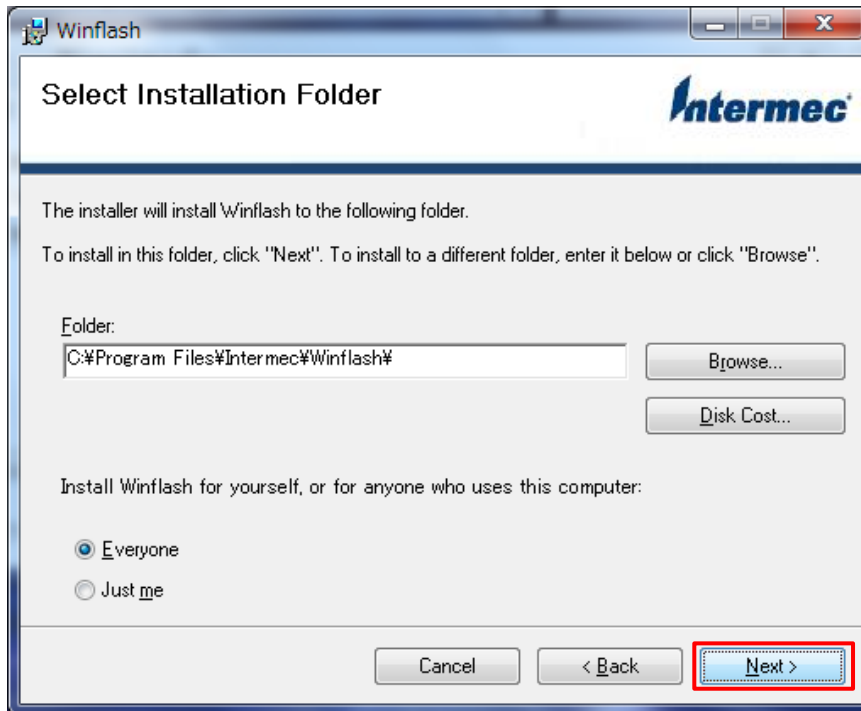 Winflash
Select Installation Folder
Intermec
The installer will install Winflash to the following folder.
To install in this folder, click "Next". To install to a different folder, enter it below or click "Browse".
Folder:
C:¥Program Files¥Intermec¥Winflash¥
Browse...
Disk Cost...
Install Winflash for yourself, or for anyone who uses this computer:
Everyone
Just me
Cancel
< Back
Next >